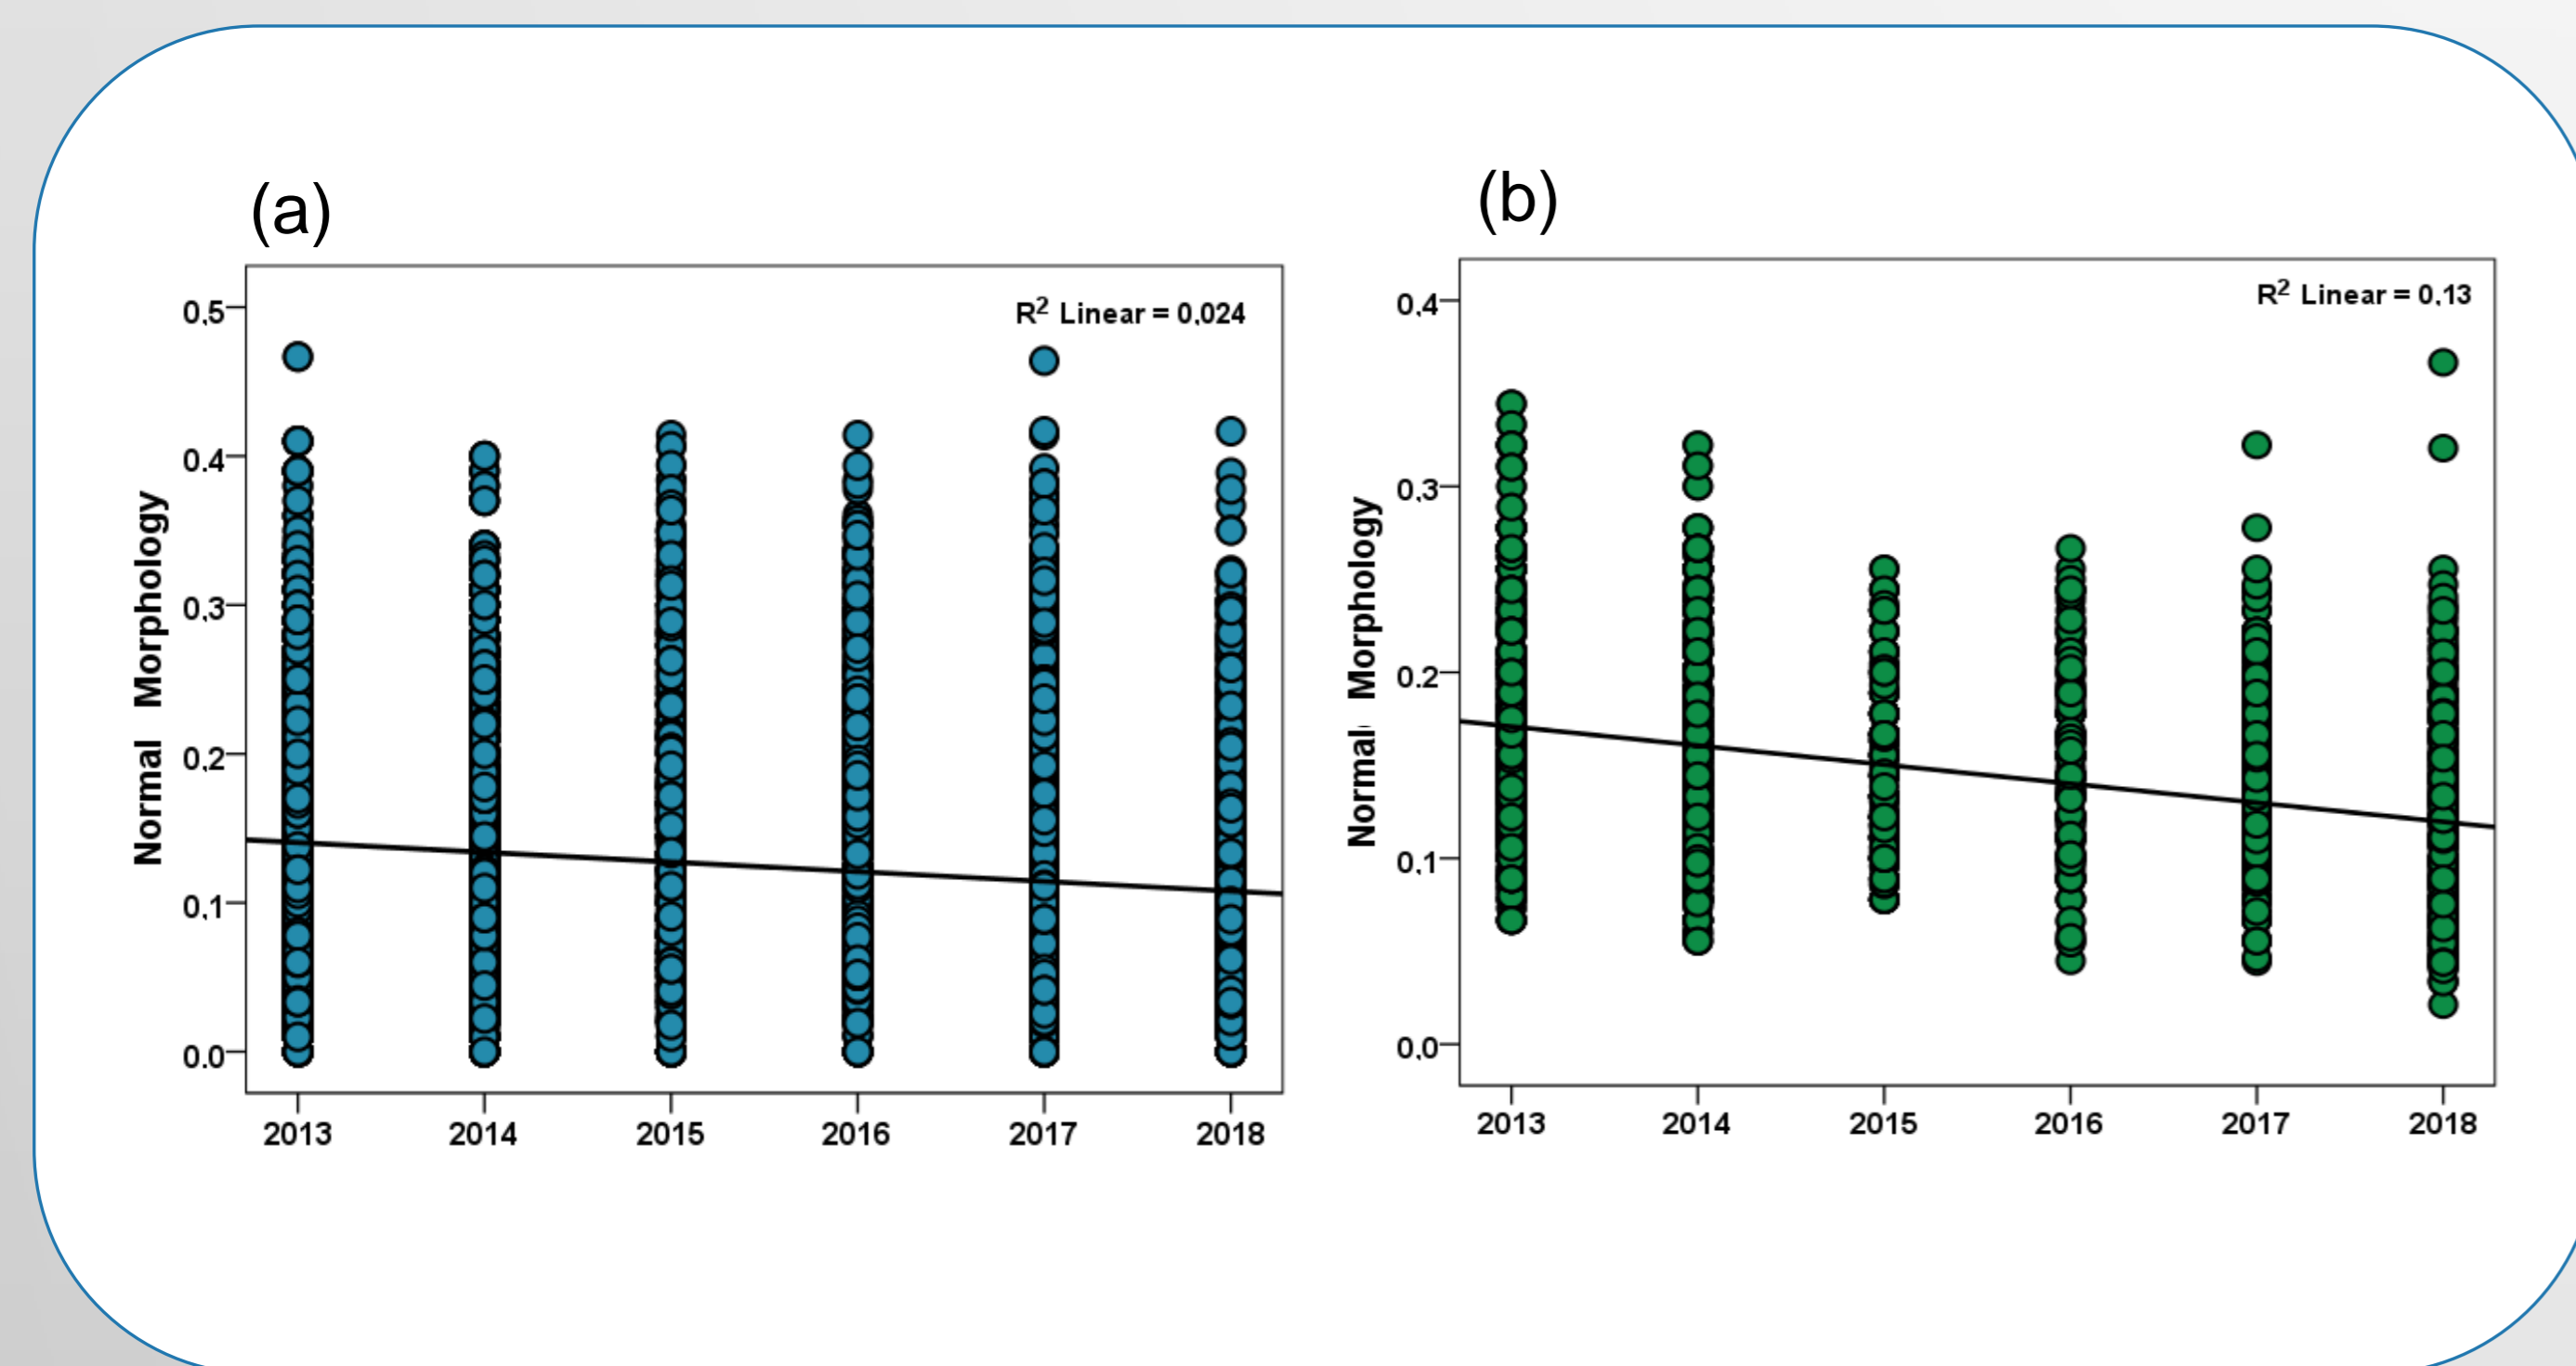 (a)
R² Linear = 0,024
Normal Morphology
0,5
0,4
0,3
0,2
0,1
0,0
2013 2014 2015 2016 2017 2018
(b)
R² Linear = 0,13
Normal Morphology
0,4
0,3
0,2
0,1
0,0
2013 2014 2015 2016 2017 2018